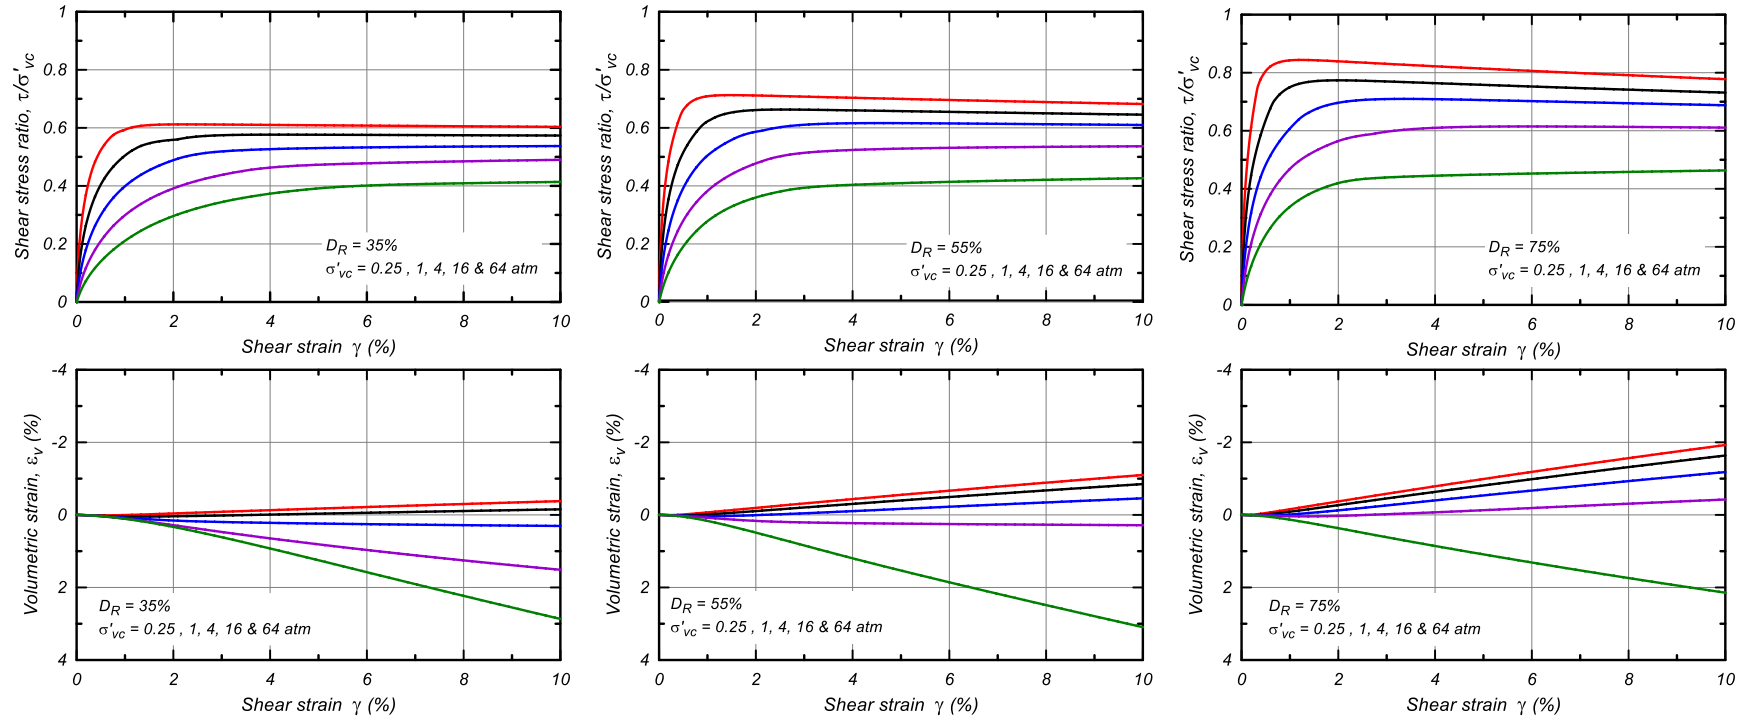 1
0.8
0.6
0.4
0.2
0
Shear stress ratio, τ/σ'vc
DR = 35%
σ'vc = 0.25 , 1, 4, 16 & 64 atm
0 2 4 6 8 10
Shear strain γ (%)
1
0.8
0.6
0.4
0.2
0
Shear stress ratio, τ/σ'vc
DR = 55%
σ'vc = 0.25 , 1, 4, 16 & 64 atm
0 2 4 6 8 10
Shear strain γ (%)
1
0.8
0.6
0.4
0.2
0
Shear stress ratio, τ/σ'vc
DR = 75%
σ'vc = 0.25 , 1, 4, 16 & 64 atm
0 2 4 6 8 10
Shear strain γ (%)
-4
-2
0
2
4
Volumetric strain, εv (%)
DR = 35%
σ'vc = 0.25 , 1, 4, 16 & 64 atm
0 2 4 6 8 10
Shear strain γ (%)
-4
-2
0
2
4
Volumetric strain, εv (%)
DR = 55%
σ'vc = 0.25 , 1, 4, 16 & 64 atm
0 2 4 6 8 10
Shear strain γ (%)
-4
-2
0
2
4
Volumetric strain, εv (%)
DR = 75%
σ'vc = 0.25 , 1, 4, 16 & 64 atm
0 2 4 6 8 10
Shear strain γ (%)